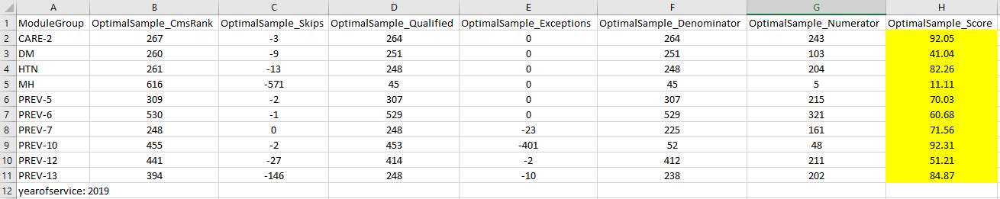 A B C D E F G H
1 ModuleGroup OptimalSample_CmsRank OptimalSample_Skips OptimalSample_Qualified OptimalSample_Exceptions OptimalSample_Denominator OptimalSample_Numerator OptimalSample_Score
2 CARE-2 267 -3 264 0 264 243 92.05
3 DM 260 -9 251 0 251 103 41.04
4 HTN 261 -13 248 0 248 204 82.26
5 MH 616 -571 45 0 45 5 11.11
6 PREV-5 309 -2 307 0 307 215 70.03
7 PREV-6 530 -1 529 0 529 321 60.68
8 PREV-7 248 0 248 -23 225 161 71.56
9 PREV-10 455 -2 453 -401 52 48 92.31
10 PREV-12 441 -27 414 -2 412 211 51.21
11 PREV-13 394 -146 248 -10 238 202 84.87
12 yearofservice: 2019